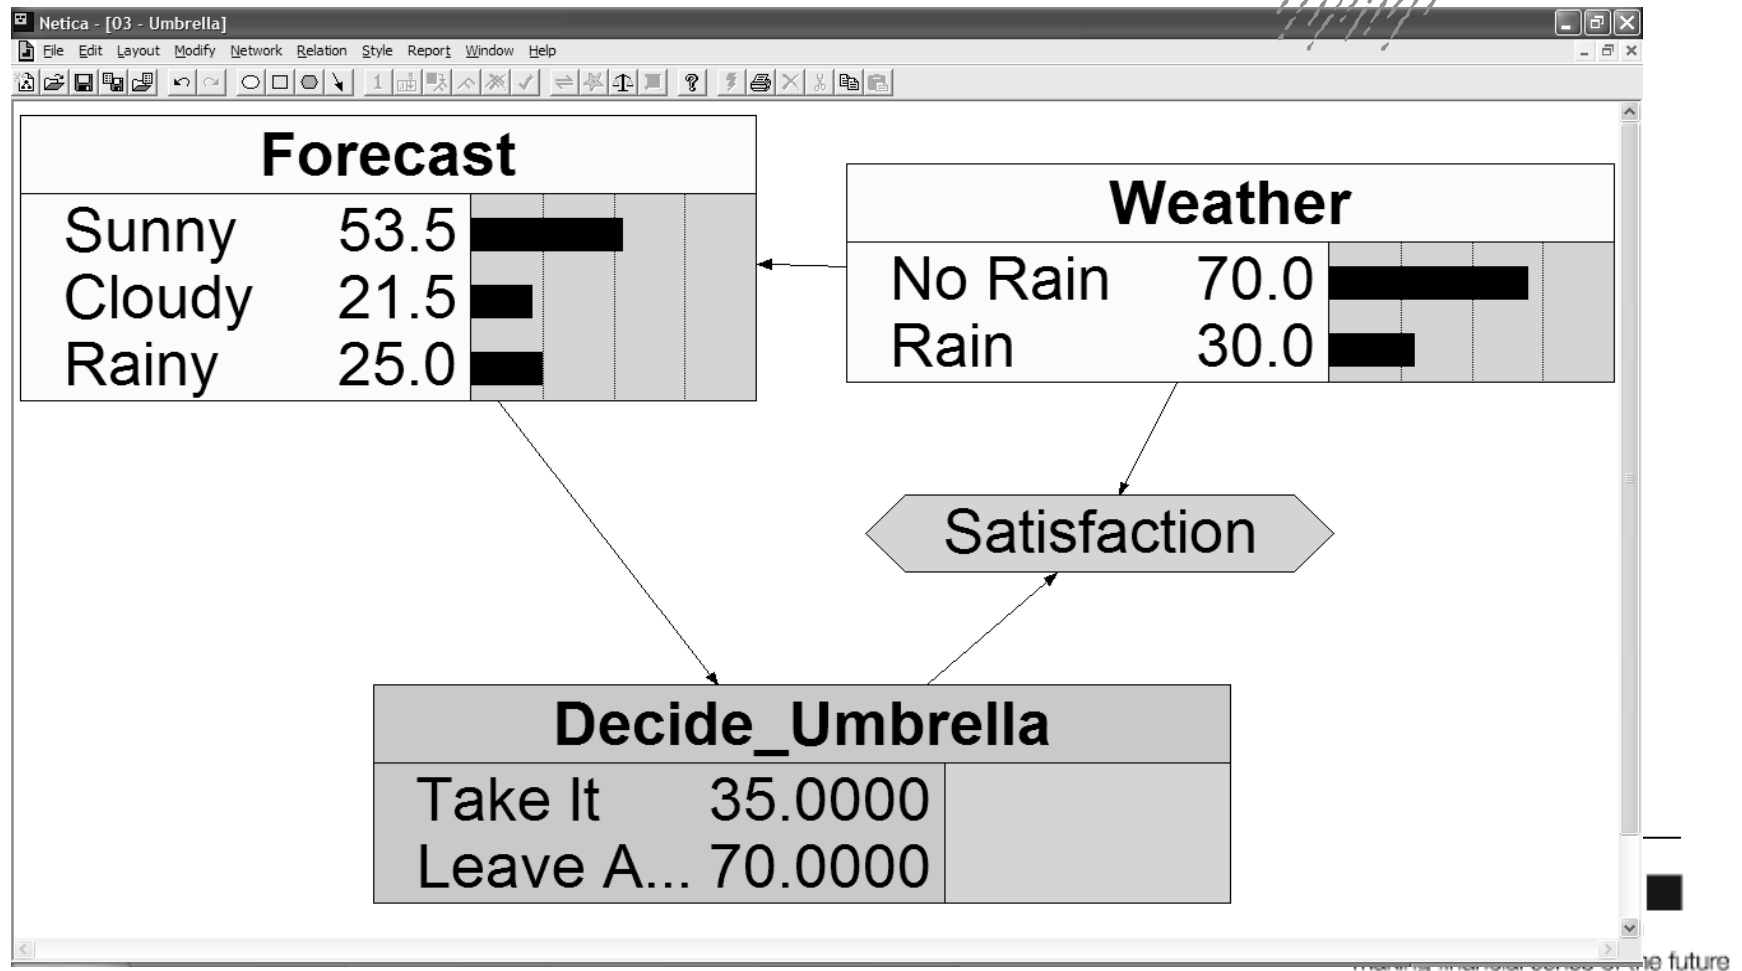 Netica - [03 - Umbrella]
File Edit Layout Modify Network Relation Style Report Window Help
Forecast
Sunny 53.5
Cloudy 21.5
Rainy 25.0
Weather
No Rain 70.0
Rain 30.0
Satisfaction
Decide_Umbrella
Take It 35.0000
Leave A... 70.0000
the future